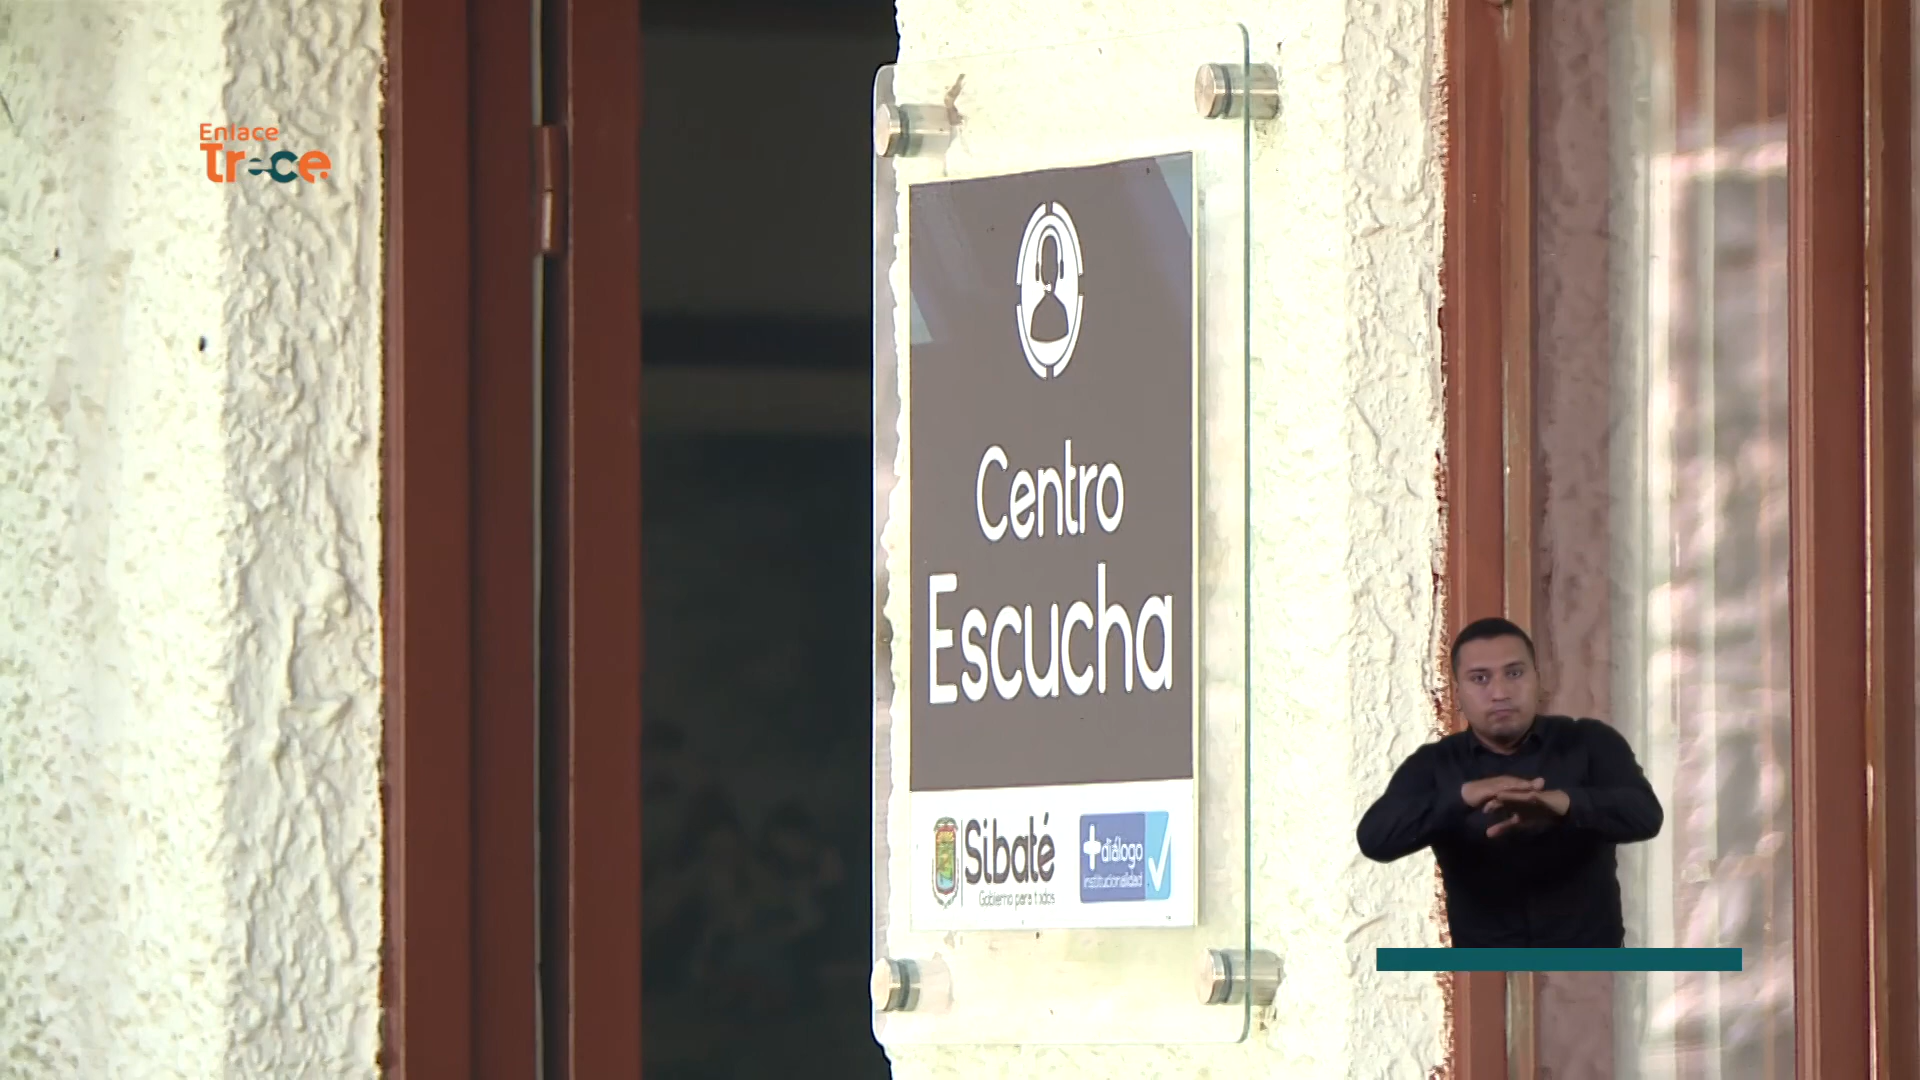 Enlace
Trece.
Centro
Escucha
Sibaté
Gobierno para todos
+diálogo
institucionalidad